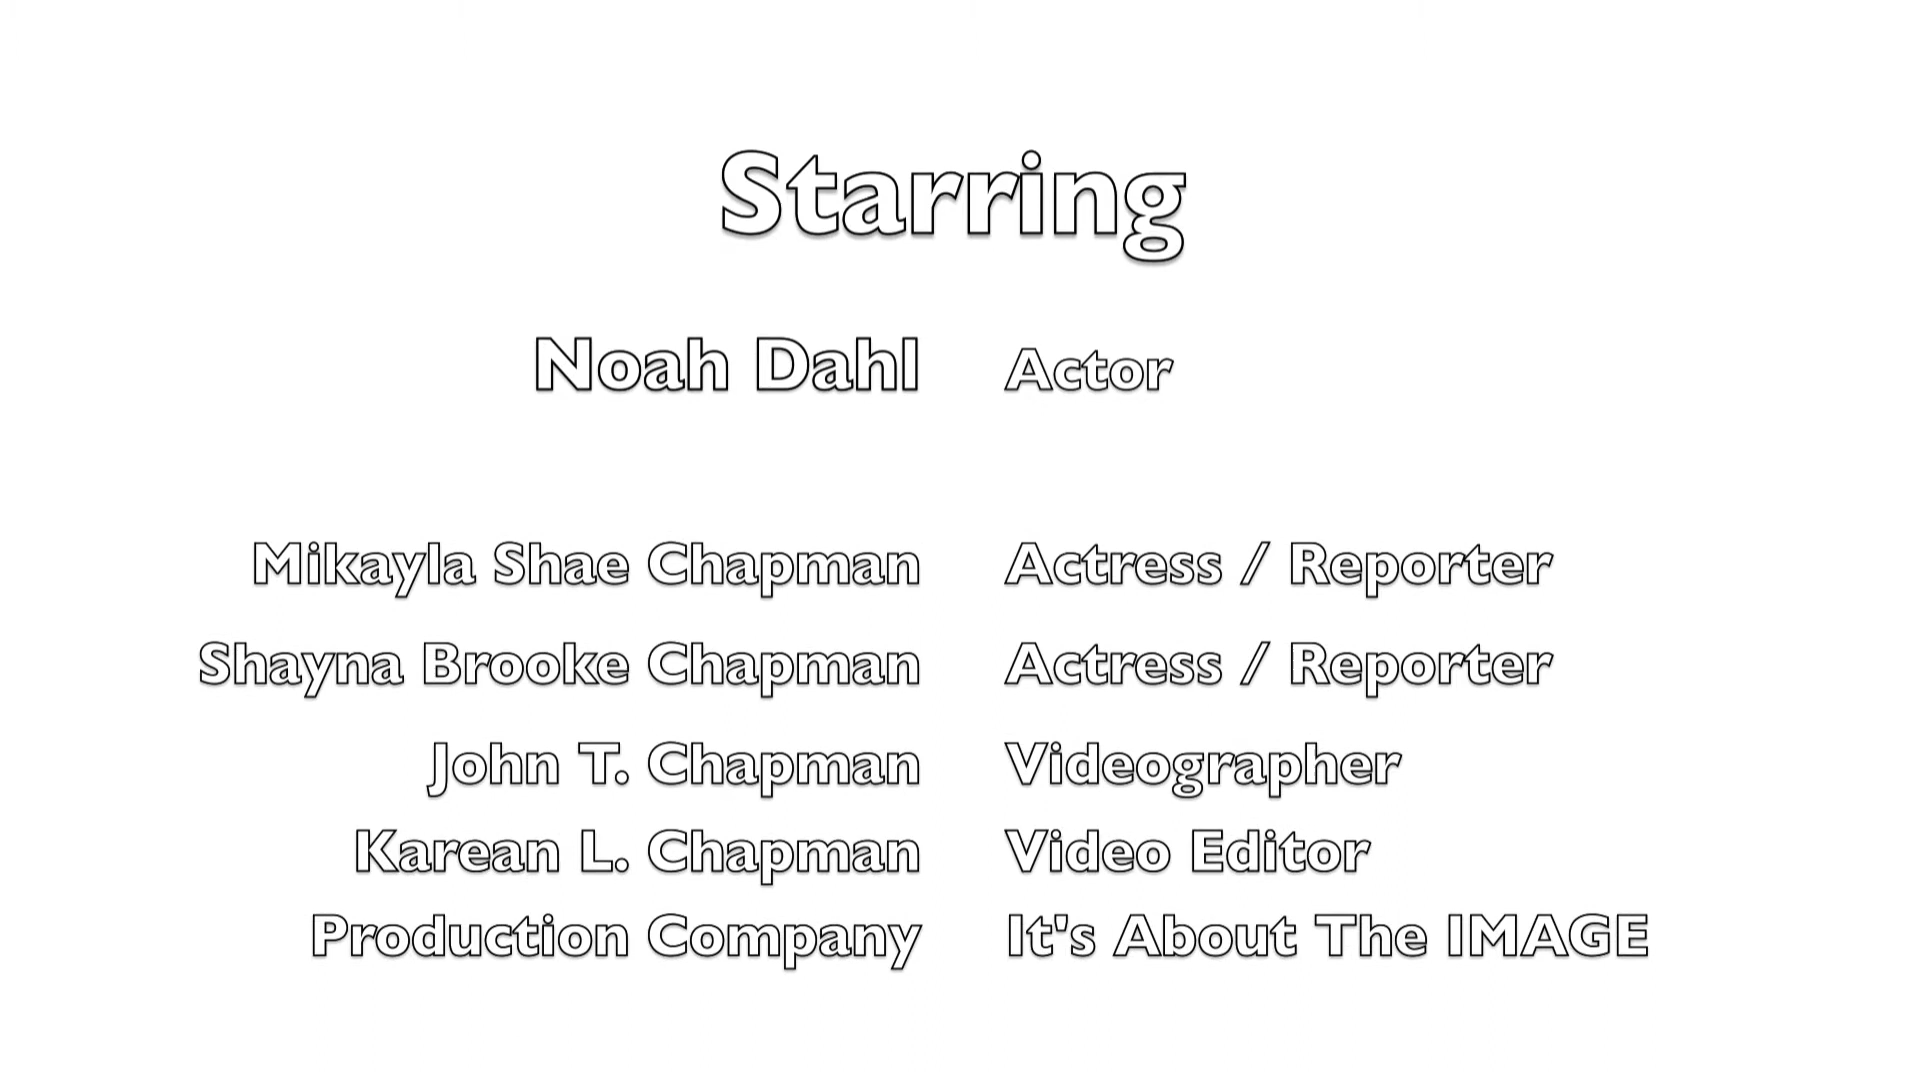 Starring
Noah Dahl Actor
Mikayla Shae Chapman Actress / Reporter
Shayna Brooke Chapman Actress / Reporter
John T. Chapman Videographer
Karean L. Chapman Video Editor
Production Company It's About The IMAGE